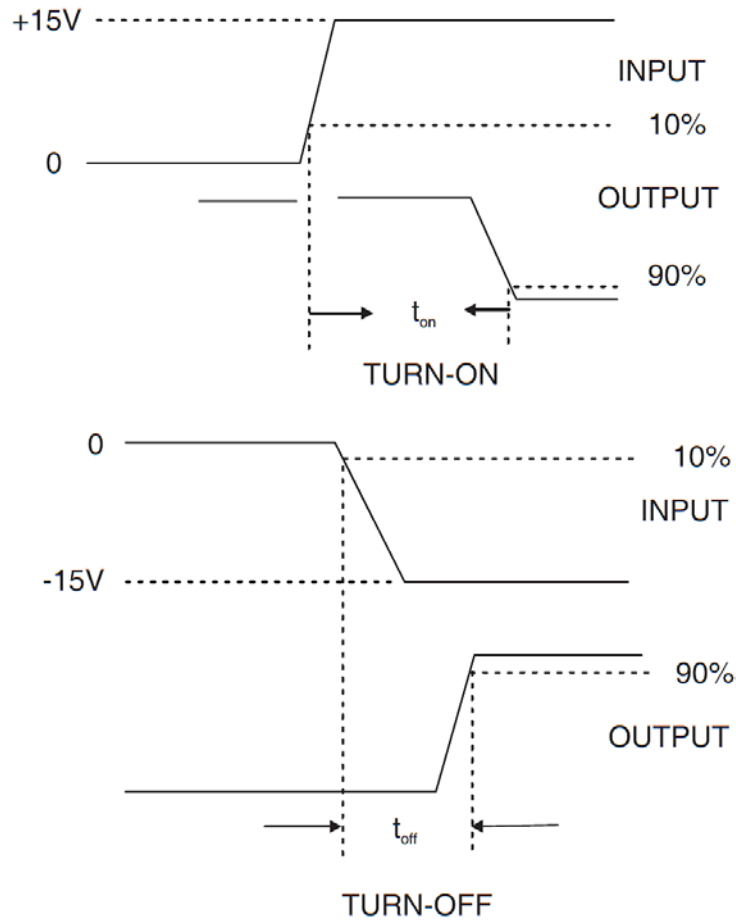 +15V
INPUT
10%
0
OUTPUT
90%
ton
TURN-ON
0
10%
INPUT
-15V
90%
OUTPUT
toff
TURN-OFF